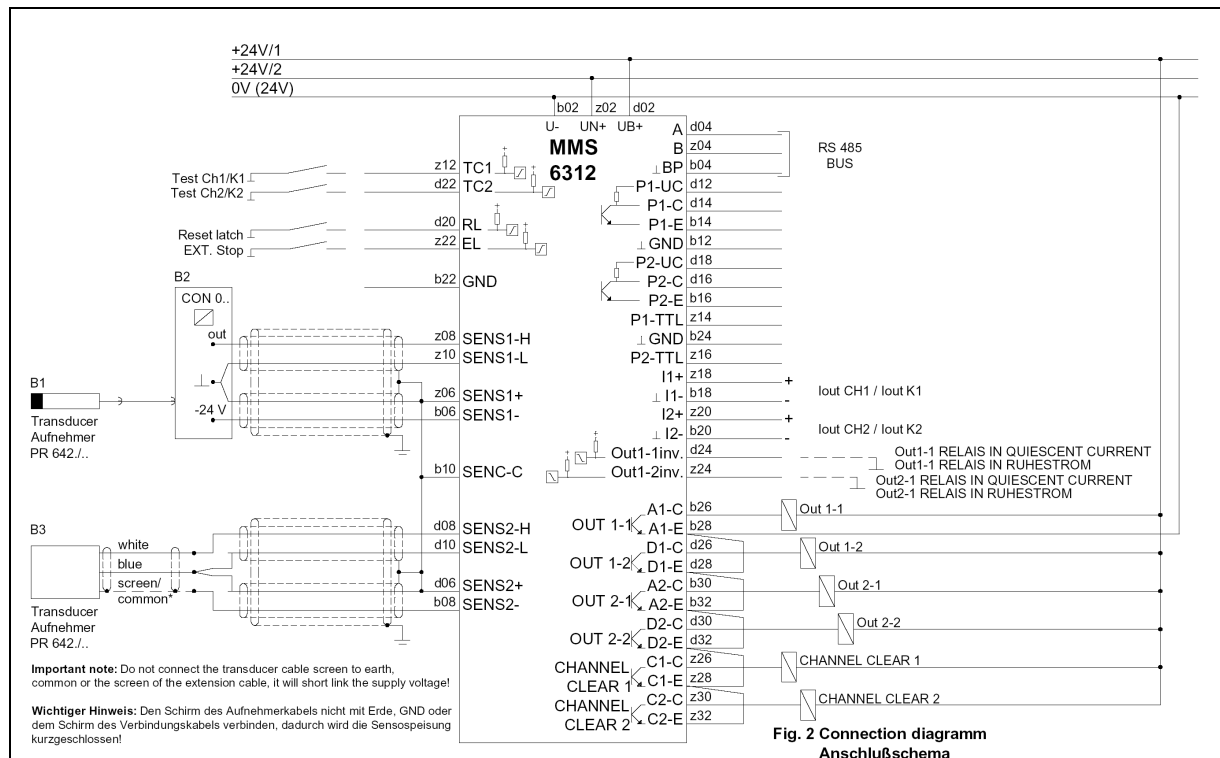 +24V/1
+24V/2
0V (24V)
b02 z02 d02
U- UN+ UB+
MMS
6312
A d04
B z04
⊥ BP b04
RS 485
BUS
Test Ch1/K1
Test Ch2/K2
z12 TC1
d22 TC2
Reset latch
EXT. Stop
d20 RL
z22 EL
b22 GND
P1-UC d12
P1-C d14
P1-E b14
⊥ GND b12
P2-UC d18
P2-C d16
P2-E b16
P1-TTL z14
⊥ GND b24
P2-TTL z16
I1+ z18 +
⊥ I1- b18 -
Iout CH1 / Iout K1
I2+ z20 +
⊥ I2- b20 -
Iout CH2 / Iout K2
B2
CON 0..
out
⊥
-24 V
z08 SENS1-H
z10 SENS1-L
z06 SENS1+
b06 SENS1-
B1
Transducer
Aufnehmer
PR 642./..
b10 SENC-C
Out1-1inv. d24
Out1-2inv. z24
Out1-1 RELAIS IN QUIESCENT CURRENT
Out1-1 RELAIS IN RUHESTROM
Out2-1 RELAIS IN QUIESCENT CURRENT
Out2-1 RELAIS IN RUHESTROM
B3
white
blue
screen/
common*
Transducer
Aufnehmer
PR 642./..
d08 SENS2-H
d10 SENS2-L
d06 SENS2+
b08 SENS2-
OUT 1-1
A1-C b26
A1-E b28
Out 1-1
OUT 1-2
D1-C d26
D1-E d28
Out 1-2
OUT 2-1
A2-C b30
A2-E b32
Out 2-1
OUT 2-2
D2-C d30
D2-E d32
Out 2-2
CHANNEL
CLEAR 1
C1-C z26
C1-E z28
CHANNEL CLEAR 1
CHANNEL
CLEAR 2
C2-C z30
C2-E z32
CHANNEL CLEAR 2
Important note: Do not connect the transducer cable screen to earth,
common or the screen of the extension cable, it will short link the supply voltage!
Wichtiger Hinweis: Den Schirm des Aufnehmerkabels nicht mit Erde, GND oder
dem Schirm des Verbindungskabels verbinden, dadurch wird die Sensospeisung
kurzgeschlossen!
Fig. 2 Connection diagramm
Anschlußschema